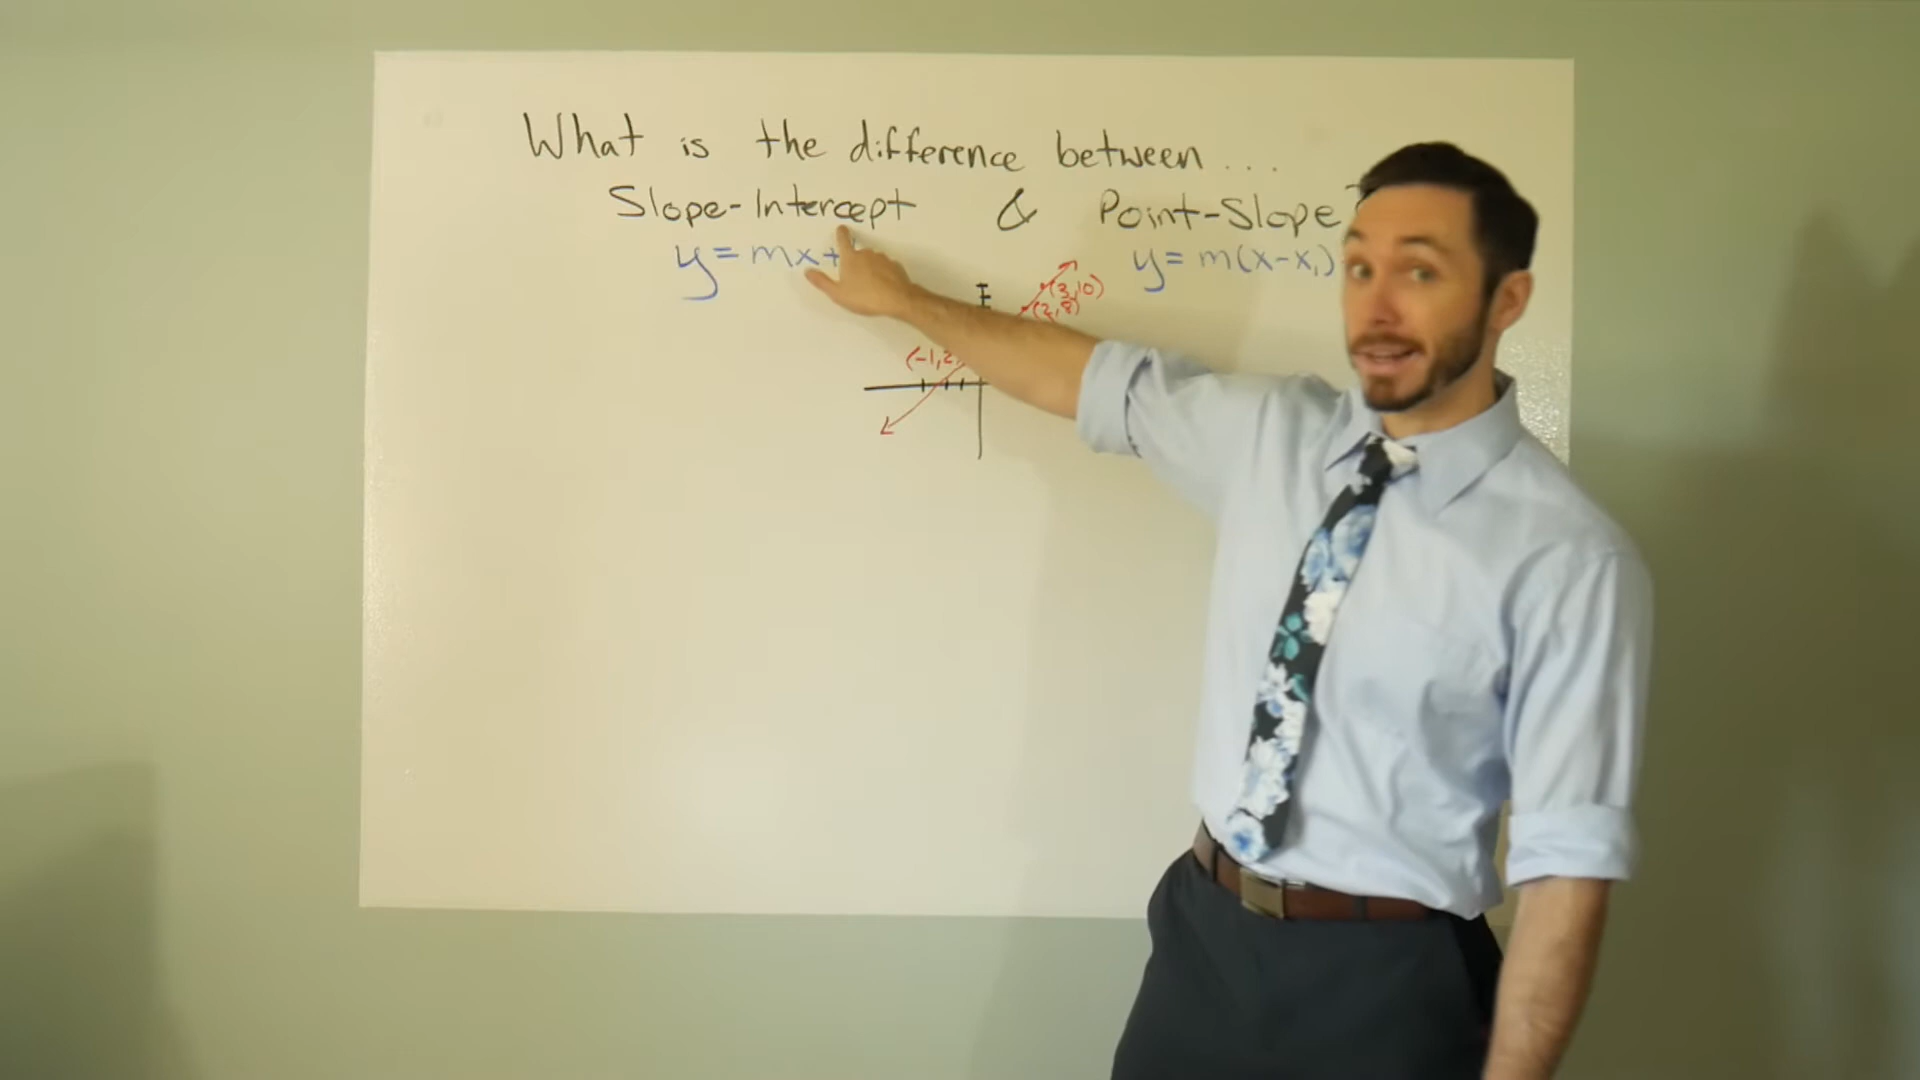 What is the difference between ...
Slope-Intercept & Point-Slope?
y = mx +
y = m(x-x₁)
(3,10)
(2,8)
(-1,2)